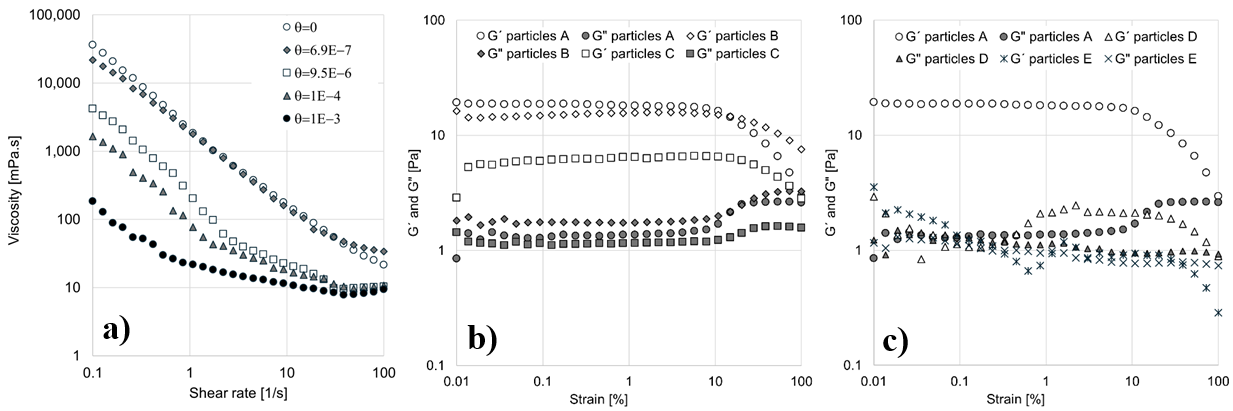 100,000
10,000
1,000
100
10
1
Viscosity [mPa.s]
0.1 1 10 100
Shear rate [1/s]
θ=0
θ=6.9E−7
θ=9.5E−6
θ=1E−4
θ=1E−3
a)
100
10
1
0.1
G´ and G" [Pa]
G´ particles A G" particles A G´ particles B
G" particles B G´ particles C G" particles C
0.01 0.1 1 10 100
Strain [%]
b)
100
10
1
0.1
G´ and G" [Pa]
G´ particles A G" particles A G´ particles D
G" particles D G´ particles E G" particles E
0.01 0.1 1 10 100
Strain [%]
c)